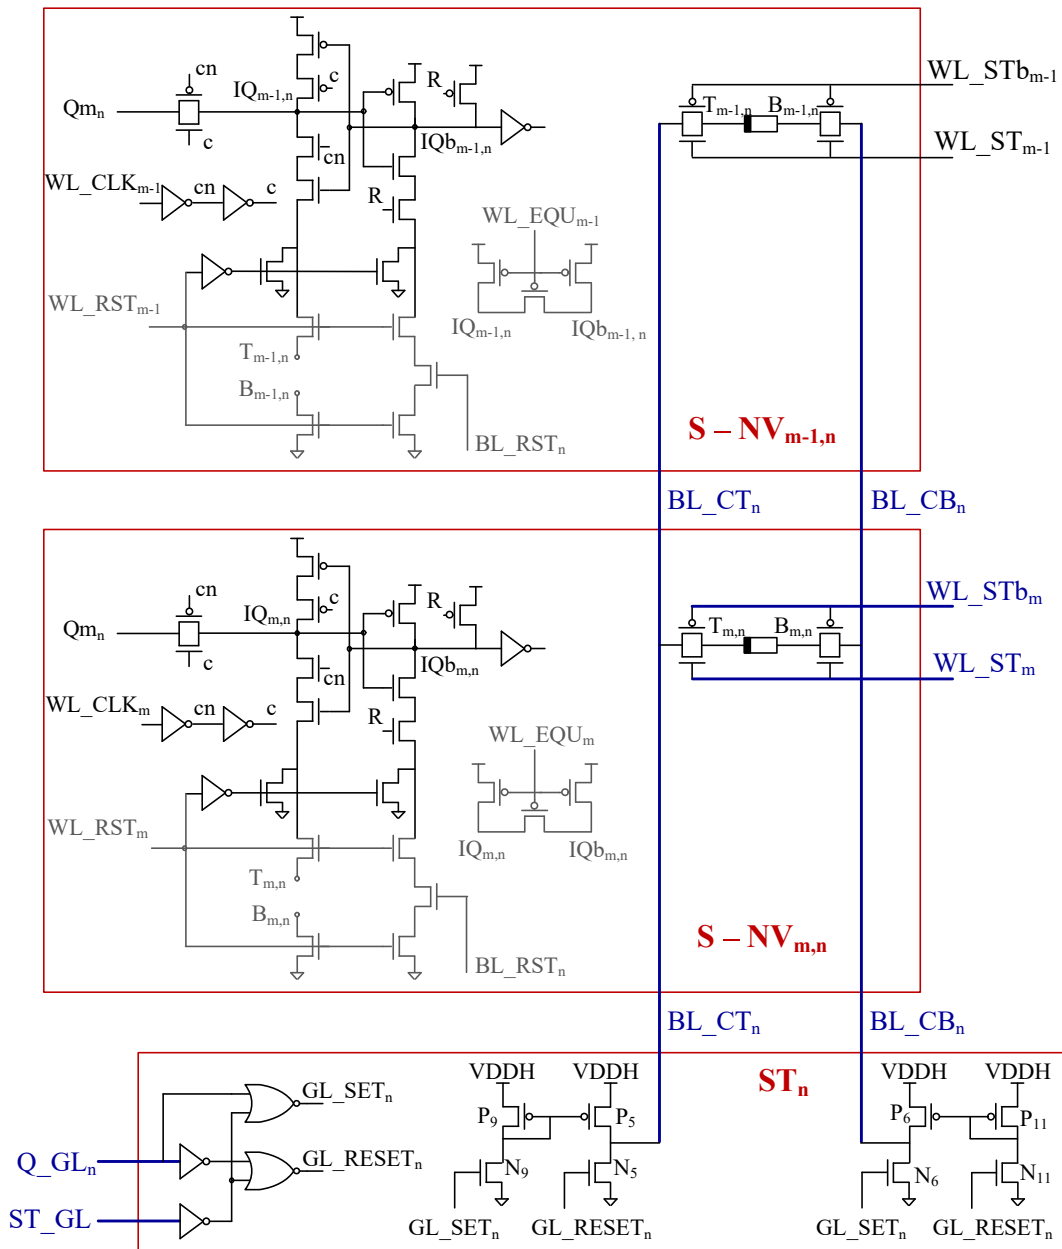 WL_STbm-1
cn
c
R
IQm-1,n
Qmn
Tm-1,n
Bm-1,n
IQbm-1,n
WL_STm-1
c
cn
WL_CLKm-1
cn
c
R
WL_EQUm-1
WL_RSTm-1
IQm-1,n
IQbm-1, n
Tm-1,n
Bm-1,n
BL_RSTn
S – NVm-1,n
BL_CTn
BL_CBn
WL_STbm
cn
c
R
IQm,n
Qmn
Tm,n
Bm,n
IQbm,n
WL_STm
c
cn
WL_CLKm
cn
c
R
WL_EQUm
WL_RSTm
IQm,n
IQbm,n
Tm,n
Bm,n
BL_RSTn
S – NVm,n
BL_CTn
BL_CBn
VDDH
VDDH
STn
VDDH
VDDH
GL_SETn
P9
P5
P6
P11
Q_GLn
GL_RESETn
N9
N5
N6
N11
ST_GL
GL_SETn
GL_RESETn
GL_SETn
GL_RESETn